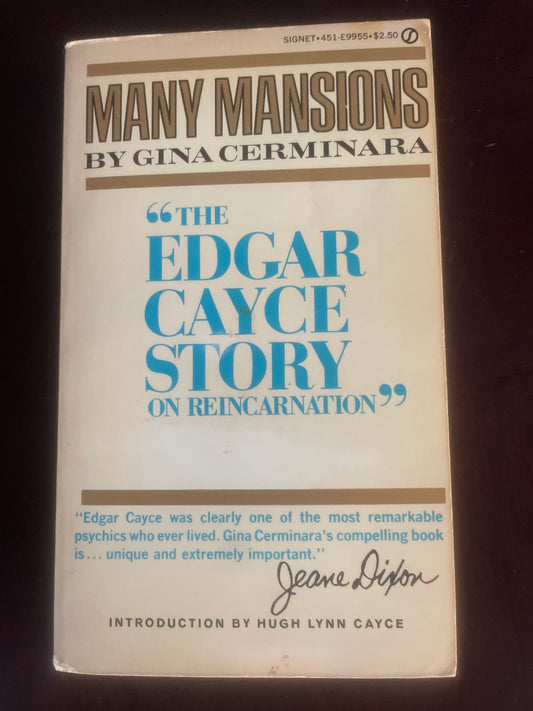 SIGNET•451-E9955•$2.50
MANY MANSIONS
BY GINA CERMINARA
“THE
EDGAR
CAYCE
STORY
ON REINCARNATION”
"Edgar Cayce was clearly one of the most remarkable
psychics who ever lived. Gina Cerminara's compelling book
is... unique and extremely important."
Jeane Dixon
INTRODUCTION BY HUGH LYNN CAYCE